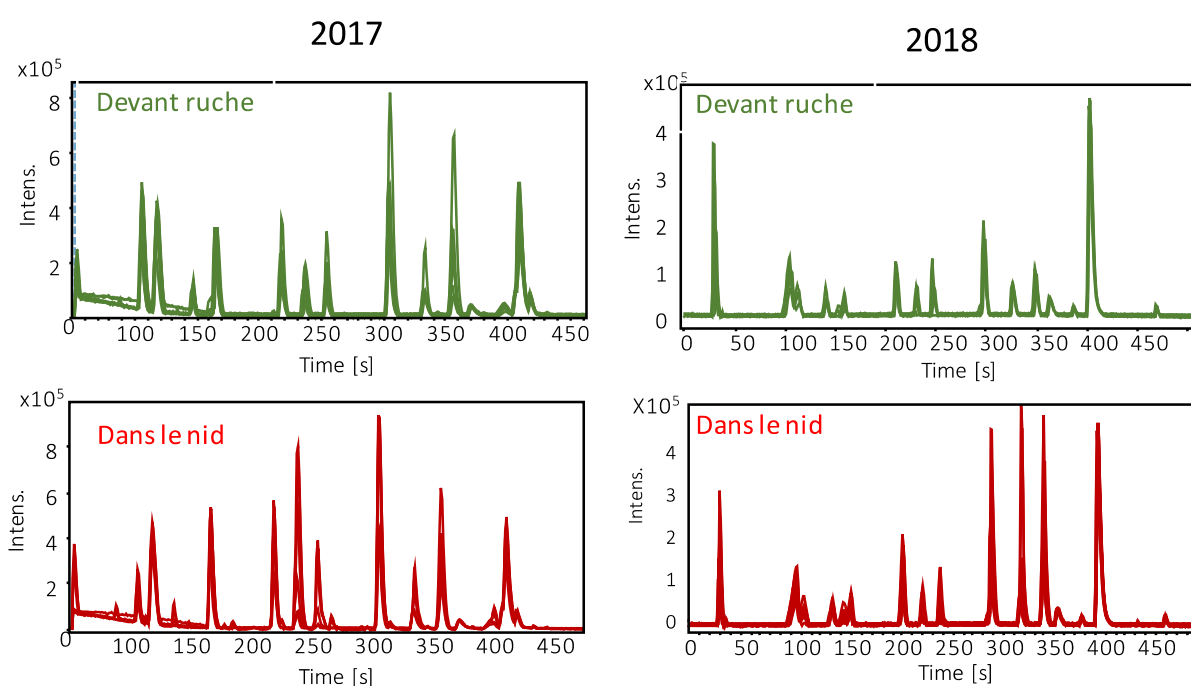 2017
2018
x10⁵
Devant ruche
8
6
4
2
0 100 150 200 250 300 350 400 450
Intens.
Time [s]
x10⁵
Devant ruche
4
3
2
1
0
0 50 100 150 200 250 300 350 400 450
Intens.
Time [s]
x10⁵
Dans le nid
8
6
4
2
0 100 150 200 250 300 350 400 450
Intens.
Time [s]
X10⁵
Dans le nid
4
3
2
1
0
0 50 100 150 200 250 300 350 400 450
Intens.
Time [s]